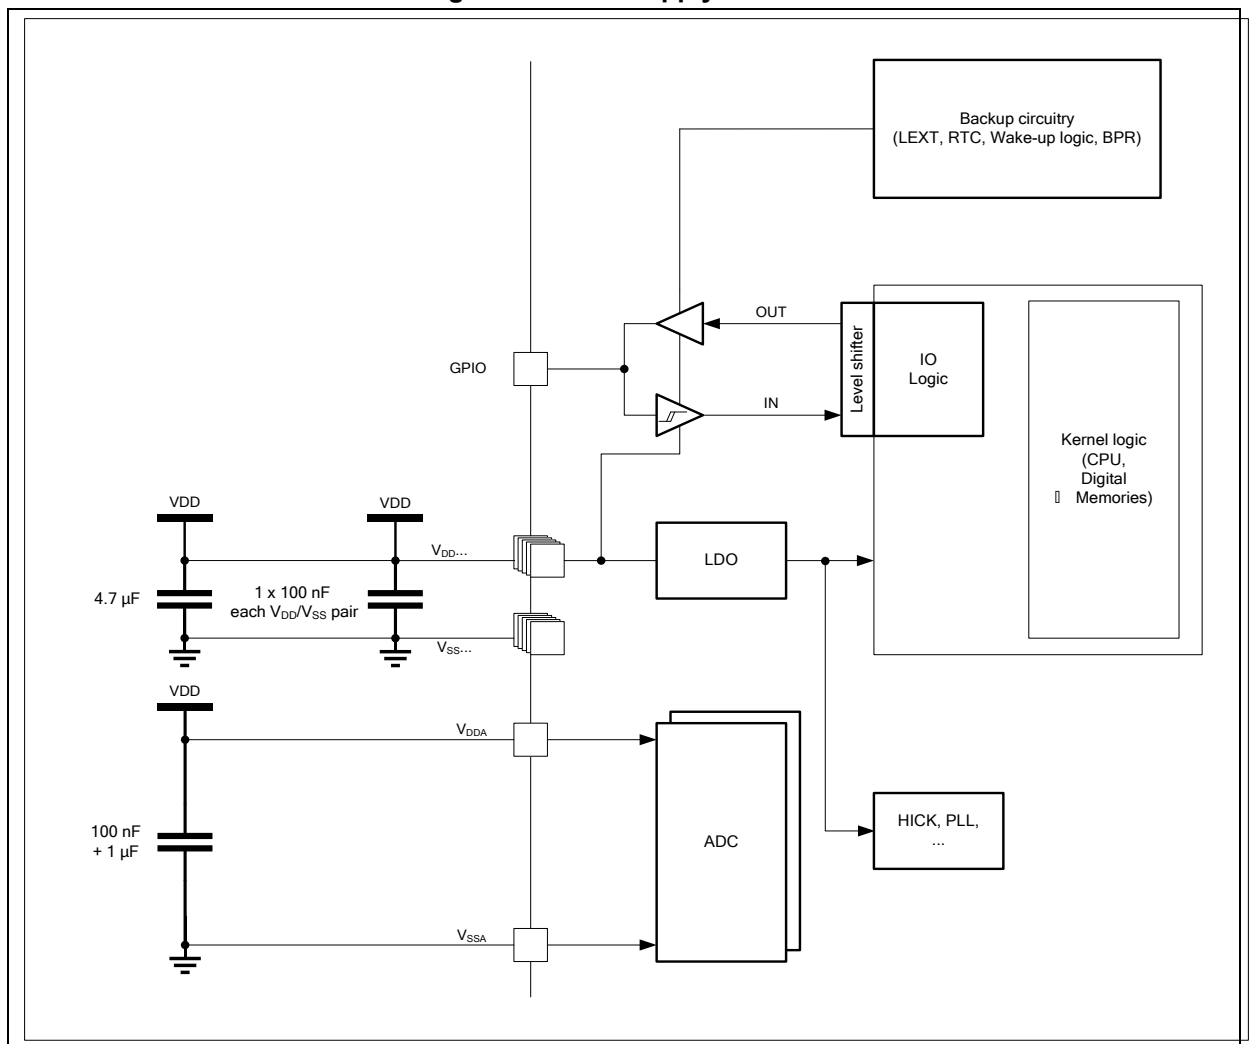 Backup circuitry
(LEXT, RTC, Wake-up logic, BPR)
OUT
GPIO
Level shifter
IO
Logic
IN
Kernel logic
(CPU,
Digital
Memories)
VDD
VDD
VDD...
LDO
4.7 µF
1 x 100 nF
each VDD/VSS pair
VSS...
VDD
VDDA
100 nF
+ 1 µF
ADC
HICK, PLL,
...
VSSA